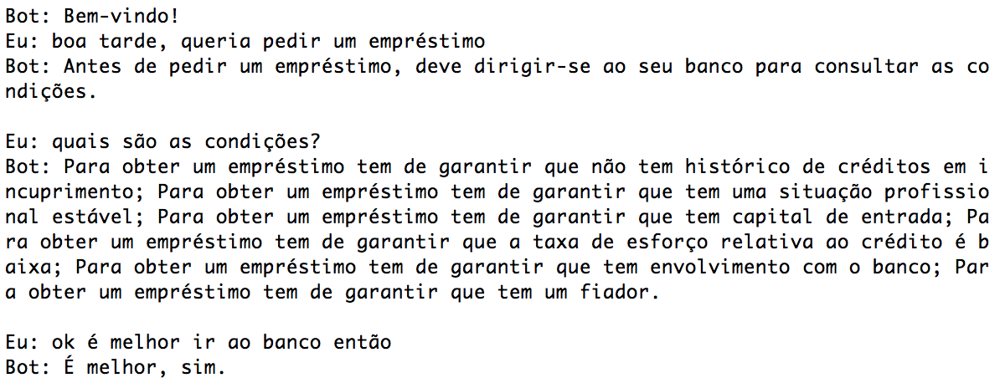 Bot: Bem-vindo!
Eu: boa tarde, queria pedir um empréstimo
Bot: Antes de pedir um empréstimo, deve dirigir-se ao seu banco para consultar as co
ndições.
Eu: quais são as condições?
Bot: Para obter um empréstimo tem de garantir que não tem histórico de créditos em i
ncuprimento; Para obter um empréstimo tem de garantir que tem uma situação profissio
nal estável; Para obter um empréstimo tem de garantir que tem capital de entrada; Pa
ra obter um empréstimo tem de garantir que a taxa de esforço relativa ao crédito é b
aixa; Para obter um empréstimo tem de garantir que tem envolvimento com o banco; Par
a obter um empréstimo tem de garantir que tem um fiador.
Eu: ok é melhor ir ao banco então
Bot: É melhor, sim.